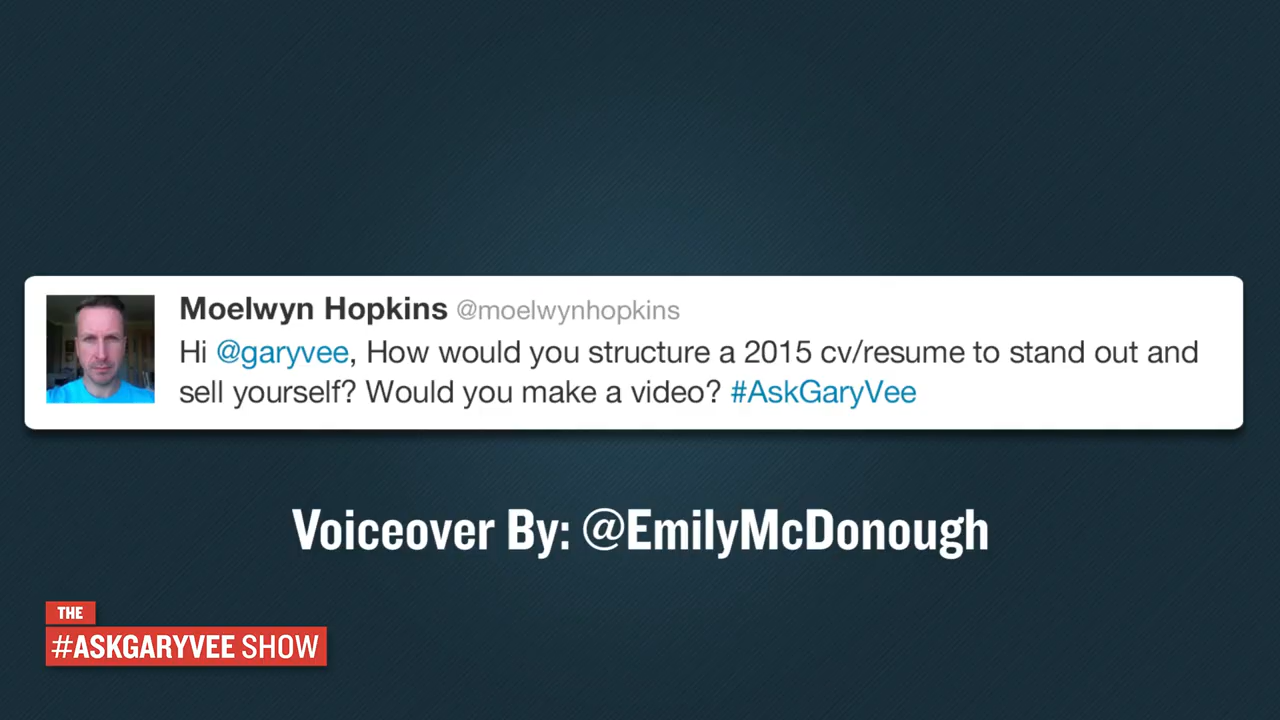 Moelwyn Hopkins @moelwynhopkins
Hi @garyvee, How would you structure a 2015 cv/resume to stand out and
sell yourself? Would you make a video? #AskGaryVee
Voiceover By: @EmilyMcDonough
THE
#ASKGARYVEE SHOW